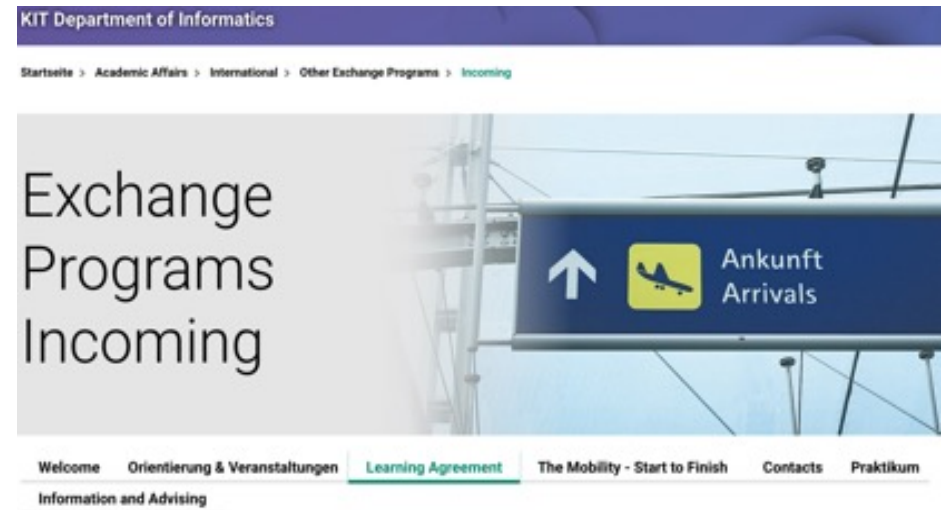 KIT Department of Informatics
Startseite > Academic Affairs > International > Other Exchange Programs > Incoming
Exchange
Programs
Incoming
Ankunft
Arrivals
Welcome Orientierung & Veranstaltungen Learning Agreement The Mobility - Start to Finish Contacts Praktikum
Information and Advising